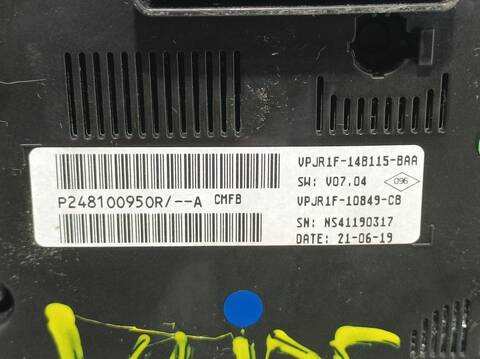 VPJR1F-14B115-BAA
SW: V07.04
096
P248100950R/--A CMFB
VPJR1F-10849-CB
SN: NS41190317
DATE: 21-06-19